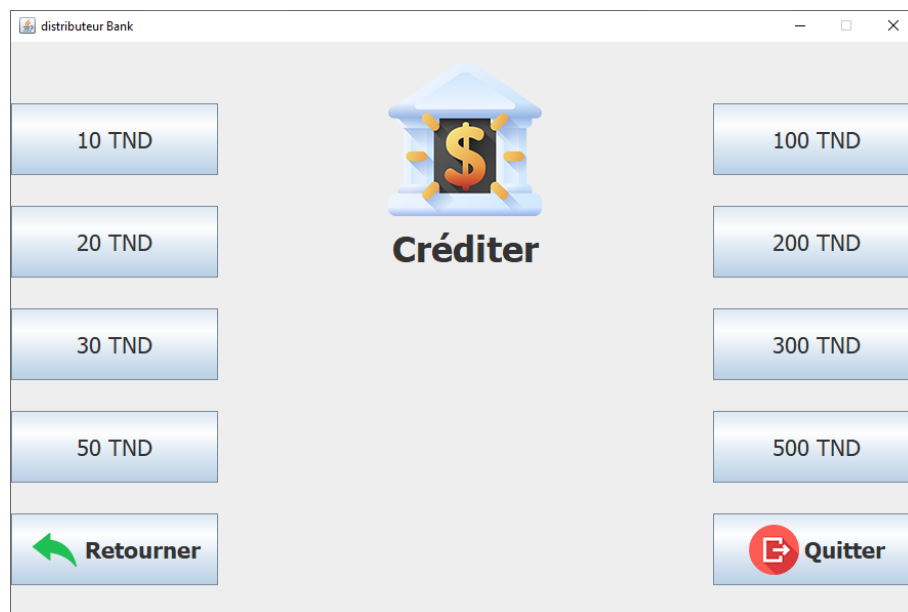 distributeur Bank
10 TND
100 TND
$
20 TND
Créditer
200 TND
30 TND
300 TND
50 TND
500 TND
Retourner
Quitter